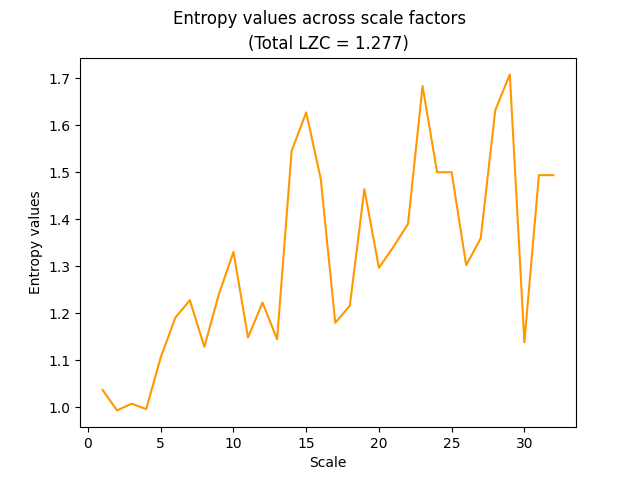 Entropy values across scale factors
(Total LZC = 1.277)
1.7
1.6
1.5
1.4
1.3
1.2
1.1
1.0
Entropy values
0 5 10 15 20 25 30
Scale